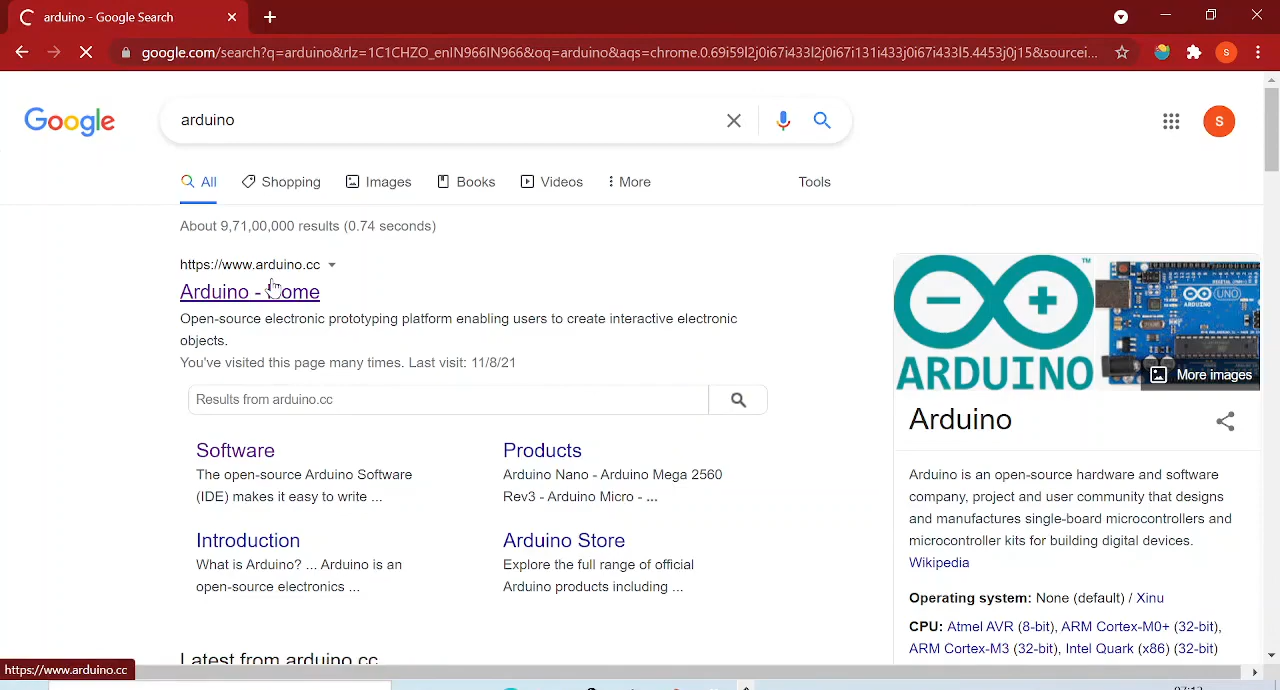 arduino - Google Search
google.com/search?q=arduino&rlz=1C1CHZO_enIN966IN966&oq=arduino&aqs=chrome.0.69i59l2j0i67i433l2j0i67i131i433j0i67i433l5.4453j0j15&sourcei...
S
Google
arduino
S
All
Shopping
Images
Books
Videos
More
Tools
About 9,71,00,000 results (0.74 seconds)
https://www.arduino.cc
Arduino - Home
Open-source electronic prototyping platform enabling users to create interactive electronic
objects.
You've visited this page many times. Last visit: 11/8/21
Results from arduino.cc
Software
The open-source Arduino Software
(IDE) makes it easy to write ...
Products
Arduino Nano - Arduino Mega 2560
Rev3 - Arduino Micro - ...
Introduction
What is Arduino? ... Arduino is an
open-source electronics ...
Arduino Store
Explore the full range of official
Arduino products including ...
Latest from arduino.cc
TM
ARDUINO
UNO
ARDUINO
More images
Arduino
Arduino is an open-source hardware and software
company, project and user community that designs
and manufactures single-board microcontrollers and
microcontroller kits for building digital devices.
Wikipedia
Operating system: None (default) / Xinu
CPU: Atmel AVR (8-bit), ARM Cortex-M0+ (32-bit),
ARM Cortex-M3 (32-bit), Intel Quark (x86) (32-bit)
https://www.arduino.cc